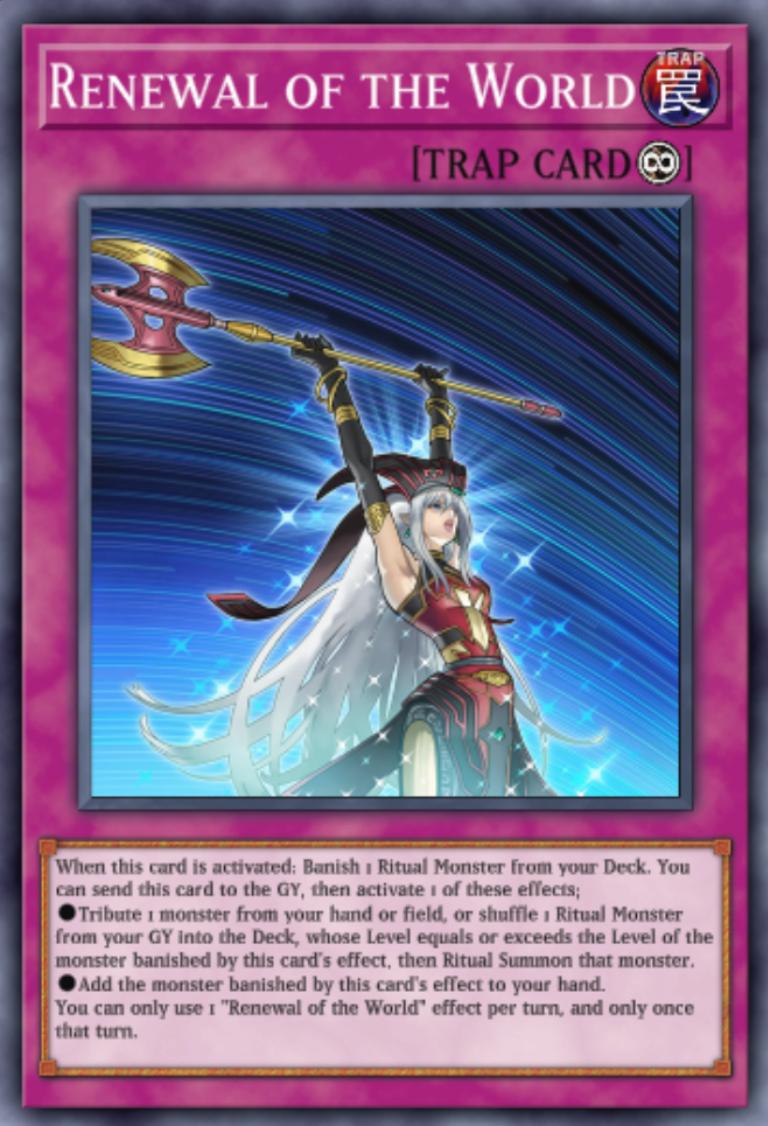 RENEWAL OF THE WORLD
TRAP
罠
[TRAP CARD]
When this card is activated: Banish 1 Ritual Monster from your Deck. You
can send this card to the GY, then activate 1 of these effects;
●Tribute 1 monster from your hand or field, or shuffle 1 Ritual Monster
from your GY into the Deck, whose Level equals or exceeds the Level of the
monster banished by this card's effect, then Ritual Summon that monster.
●Add the monster banished by this card's effect to your hand.
You can only use 1 "Renewal of the World" effect per turn, and only once
that turn.